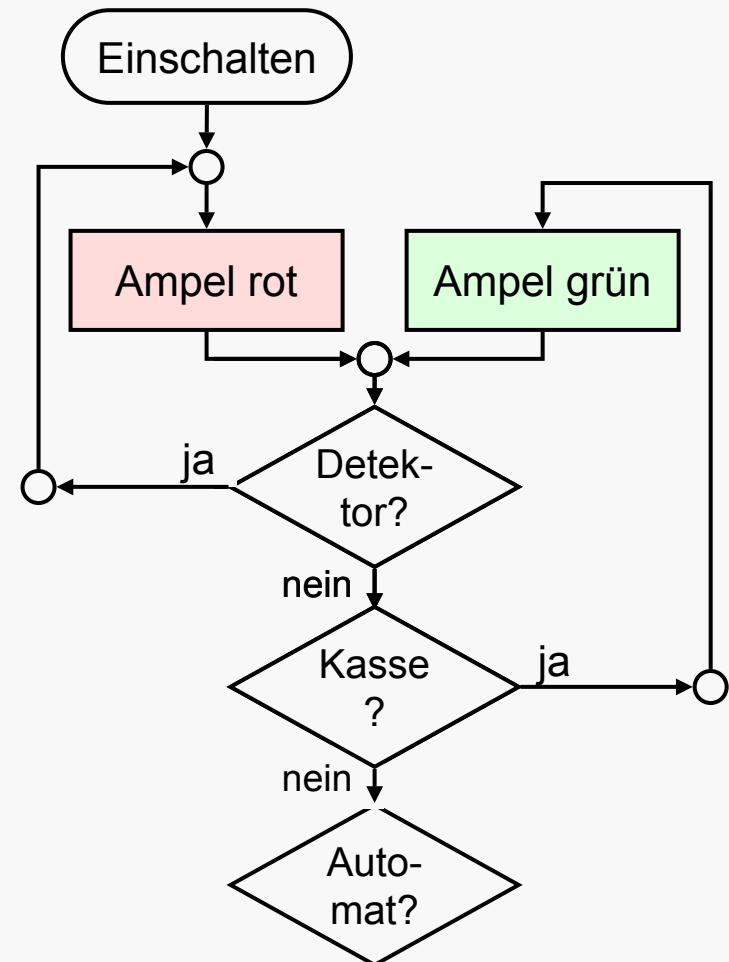 Einschalten
Ampel rot
Ampel grün
ja
Detek-
tor?
nein
Kasse
?
ja
nein
Auto-
mat?